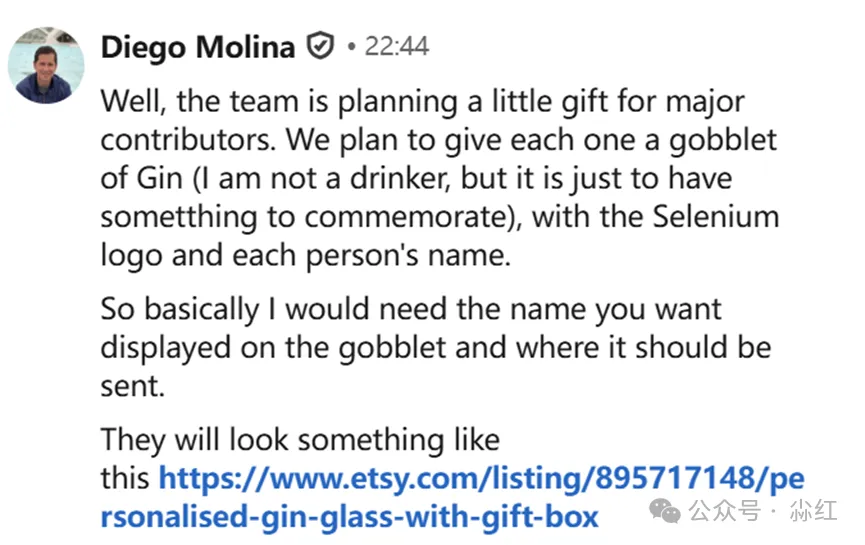 Diego Molina • 22:44
Well, the team is planning a little gift for major
contributors. We plan to give each one a gobblet
of Gin (I am not a drinker, but it is just to have
sometthing to commemorate), with the Selenium
logo and each person's name.
So basically I would need the name you want
displayed on the gobblet and where it should be
sent.
They will look something like
this https://www.etsy.com/listing/895717148/pe
rsonalised-gin-glass-with-gift-box
公众号 · 淼红